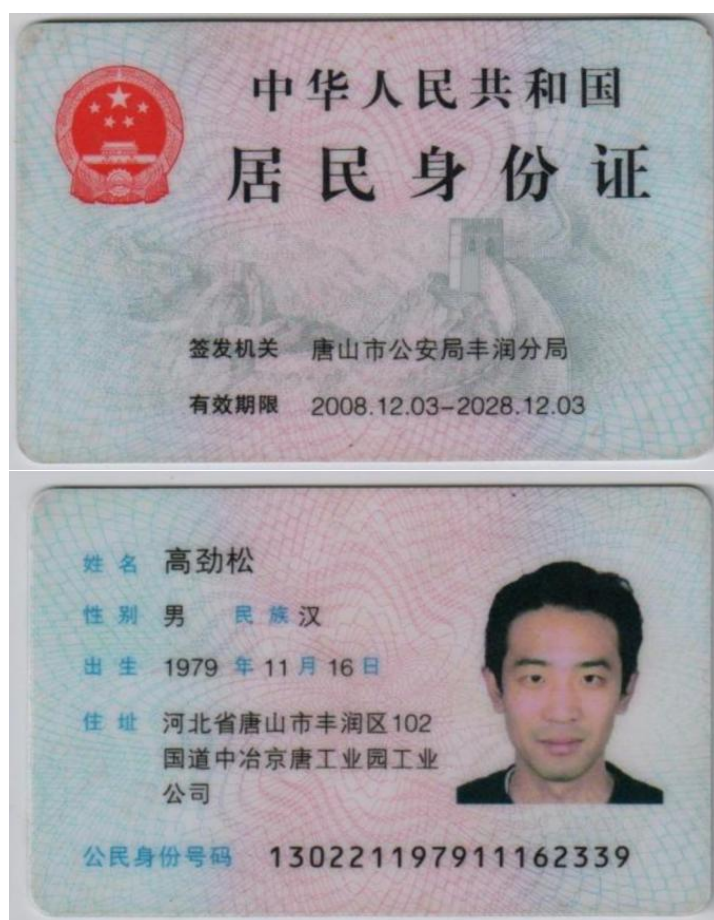 中华人民共和国
居民身份证
签发机关 唐山市公安局丰润分局
有效期限 2008.12.03-2028.12.03
姓名 高劲松
性别 男 民族 汉
出生 1979 年 11 月 16 日
住址 河北省唐山市丰润区102
国道中冶京唐工业园工业
公司
公民身份号码 130221197911162339